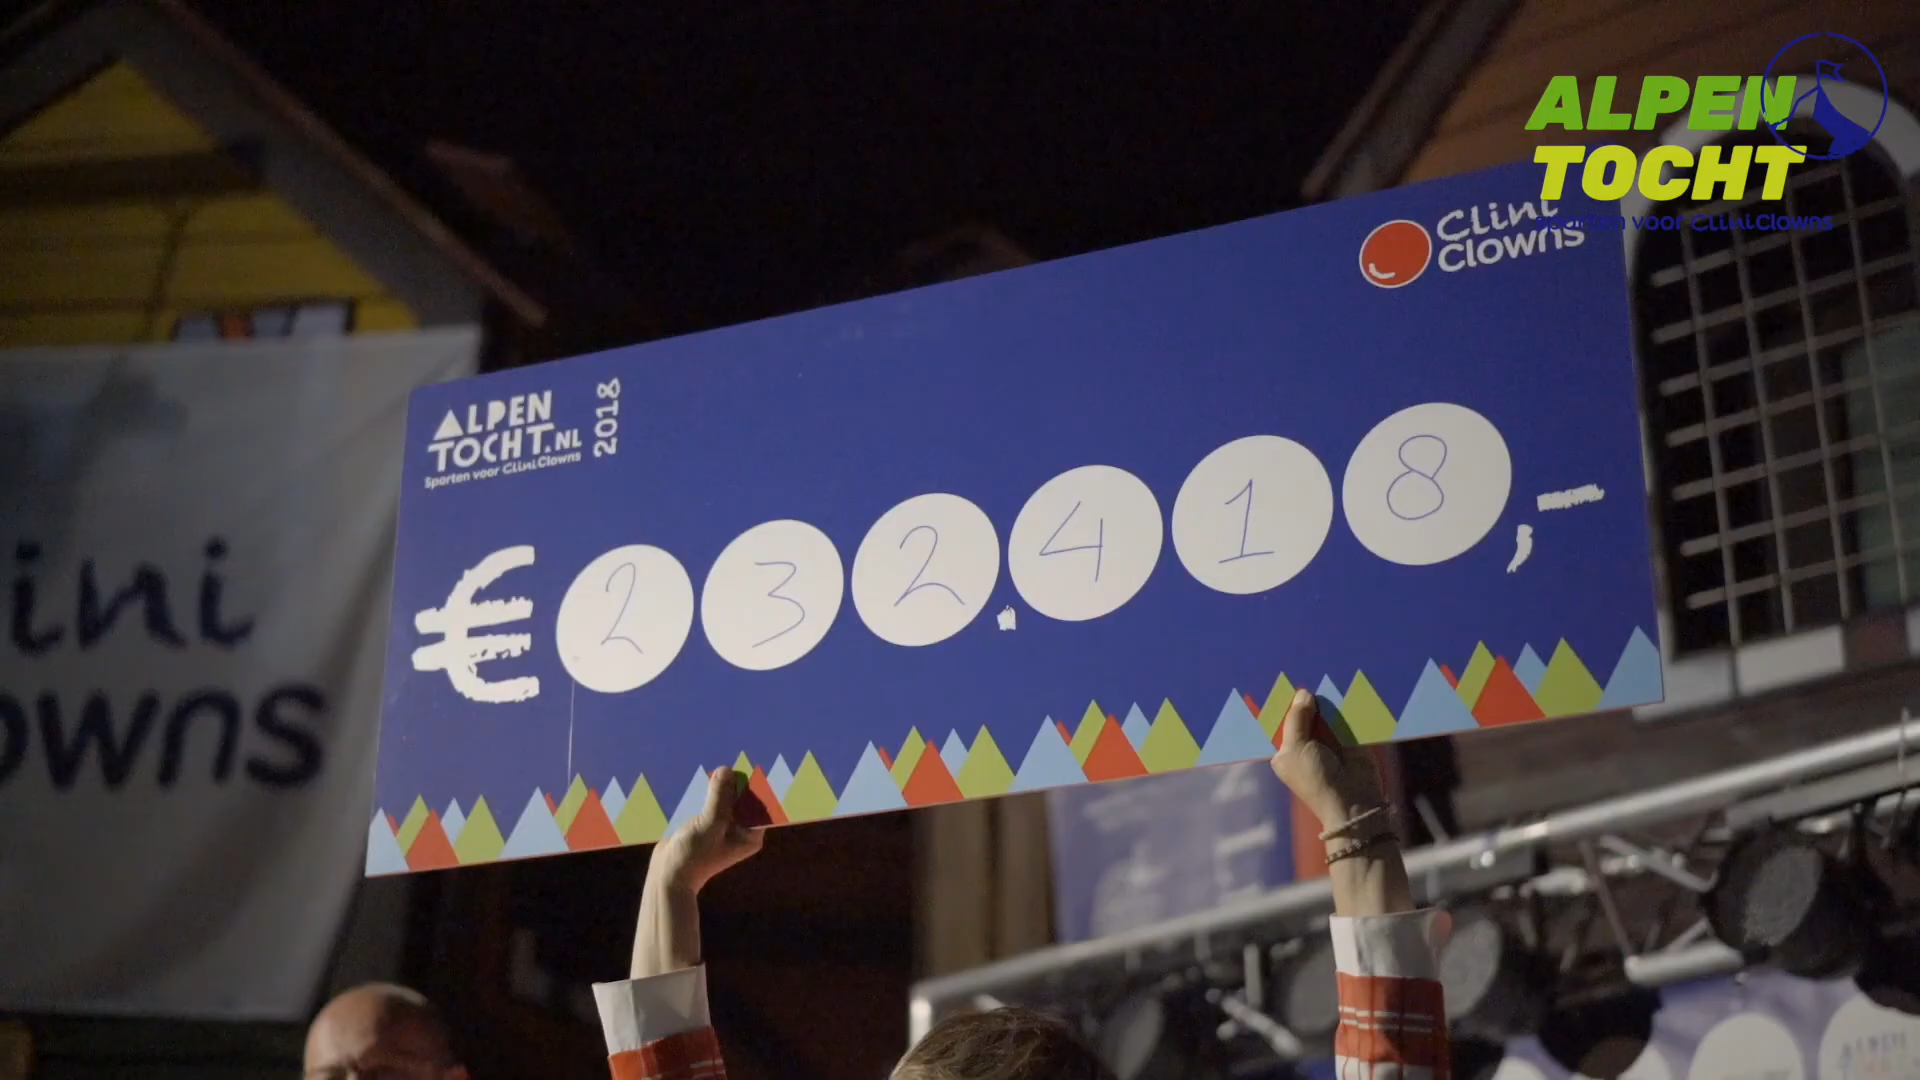 ALPEN
TOCHT
Sporten voor CliniClowns
Clini
Clowns
ALPEN
TOCHT.NL
Sporten voor CliniClowns
2018
€ 232.418,-
ini
owns